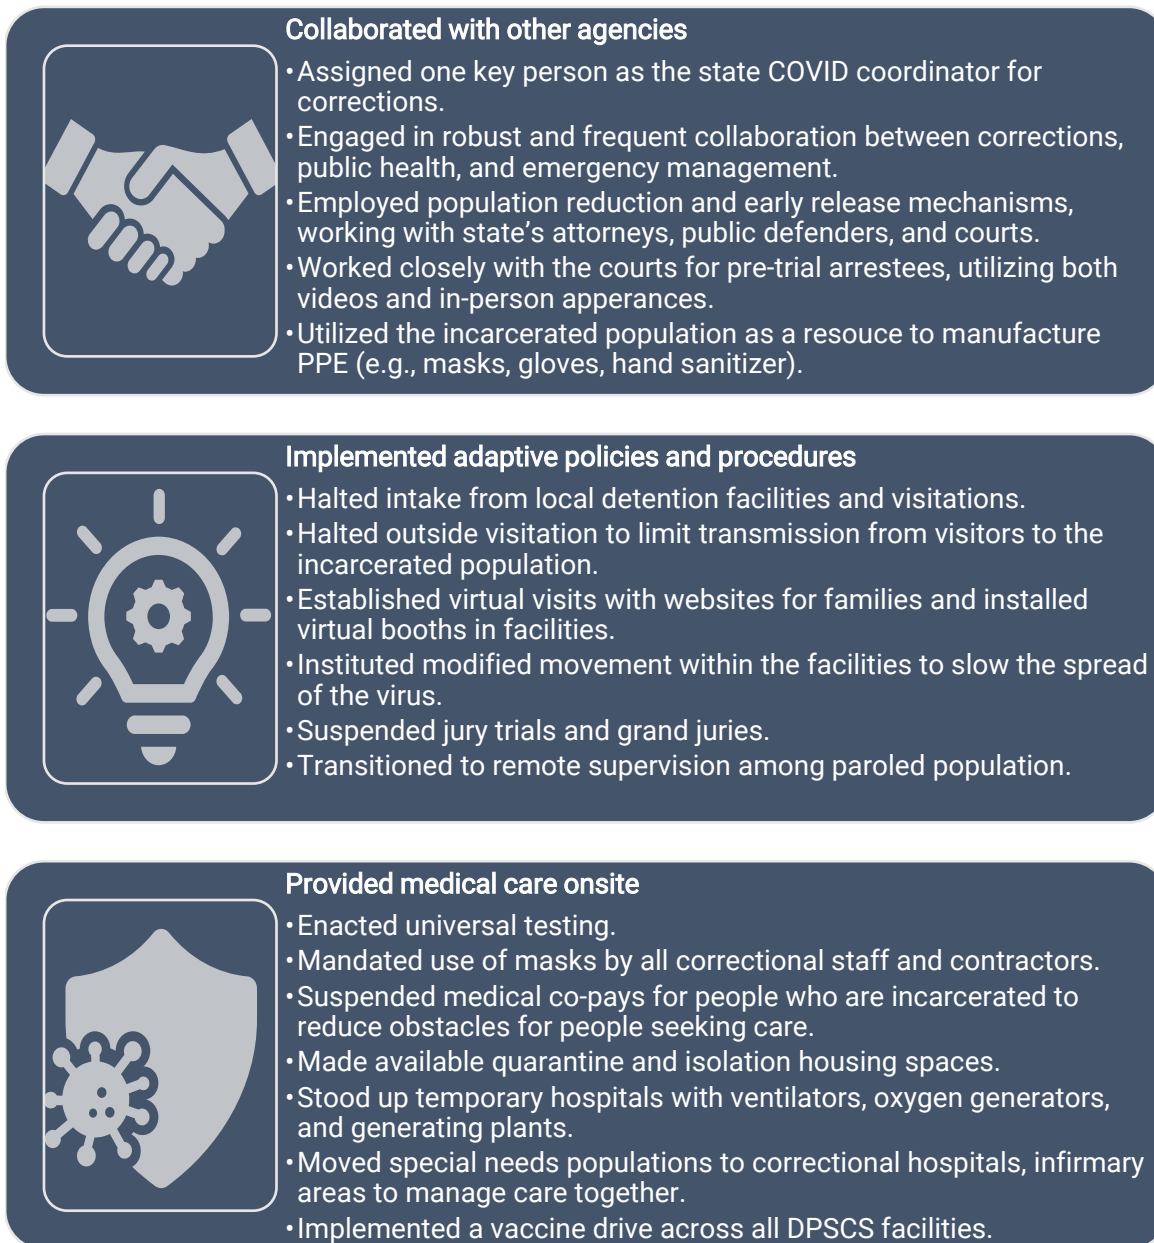 Collaborated with other agencies
•Assigned one key person as the state COVID coordinator for
corrections.
•Engaged in robust and frequent collaboration between corrections,
public health, and emergency management.
•Employed population reduction and early release mechanisms,
working with state’s attorneys, public defenders, and courts.
•Worked closely with the courts for pre-trial arrestees, utilizing both
videos and in-person apperances.
•Utilized the incarcerated population as a resouce to manufacture
PPE (e.g., masks, gloves, hand sanitizer).
Implemented adaptive policies and procedures
•Halted intake from local detention facilities and visitations.
•Halted outside visitation to limit transmission from visitors to the
incarcerated population.
•Established virtual visits with websites for families and installed
virtual booths in facilities.
•Instituted modified movement within the facilities to slow the spread
of the virus.
•Suspended jury trials and grand juries.
•Transitioned to remote supervision among paroled population.
Provided medical care onsite
•Enacted universal testing.
•Mandated use of masks by all correctional staff and contractors.
•Suspended medical co-pays for people who are incarcerated to
reduce obstacles for people seeking care.
•Made available quarantine and isolation housing spaces.
•Stood up temporary hospitals with ventilators, oxygen generators,
and generating plants.
•Moved special needs populations to correctional hospitals, infirmary
areas to manage care together.
•Implemented a vaccine drive across all DPSCS facilities.